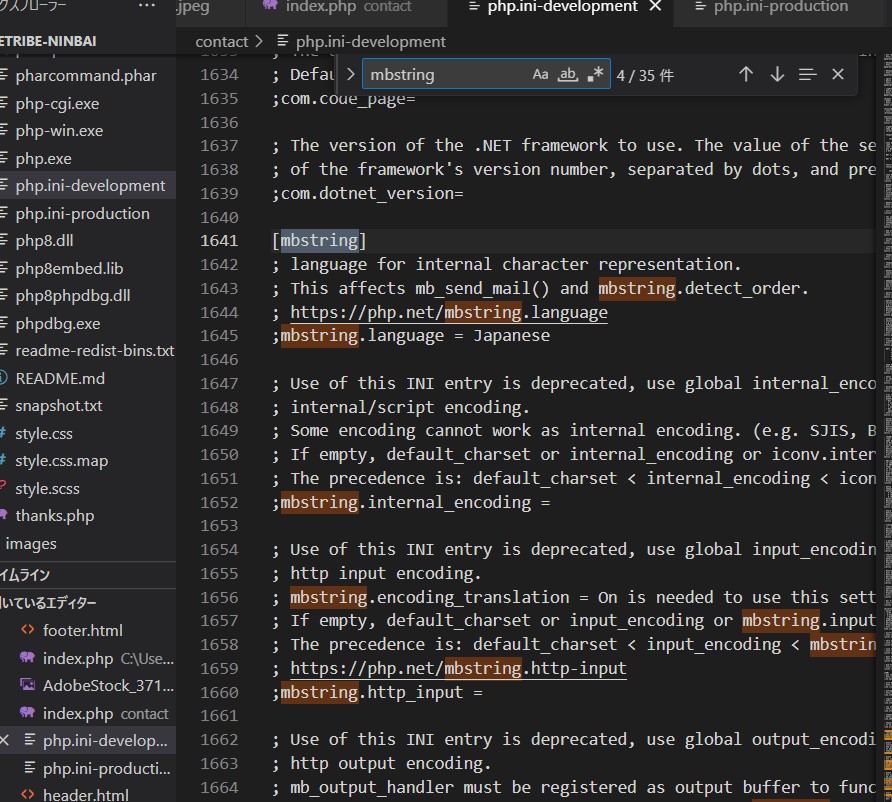 クスプローラー ...
.jpeg index.php contact php.ini-development php.ini-production
ETRIBE-NINBAI
contact > php.ini-development
mbstring Aa ab 4 / 35 件
pharcommand.phar
php-cgi.exe
php-win.exe
php.exe
php.ini-development
php.ini-production
php8.dll
php8embed.lib
php8phpdbg.dll
phpdbg.exe
readme-redist-bins.txt
README.md
snapshot.txt
style.css
style.css.map
style.scss
thanks.php
images
イムライン
いているエディター
footer.html
index.php C:\Use...
AdobeStock_371...
index.php contact
php.ini-develop...
php.ini-producti...
header.html
1634 ; Defau
1635 ;com.code_page=
1636
1637 ; The version of the .NET framework to use. The value of the se
1638 ; of the framework's version number, separated by dots, and pre
1639 ;com.dotnet_version=
1640
1641 [mbstring]
1642 ; language for internal character representation.
1643 ; This affects mb_send_mail() and mbstring.detect_order.
1644 ; https://php.net/mbstring.language
1645 ;mbstring.language = Japanese
1646
1647 ; Use of this INI entry is deprecated, use global internal_enco
1648 ; internal/script encoding.
1649 ; Some encoding cannot work as internal encoding. (e.g. SJIS, B
1650 ; If empty, default_charset or internal_encoding or iconv.inter
1651 ; The precedence is: default_charset < internal_encoding < icon
1652 ;mbstring.internal_encoding =
1653
1654 ; Use of this INI entry is deprecated, use global input_encodin
1655 ; http input encoding.
1656 ; mbstring.encoding_translation = On is needed to use this sett
1657 ; If empty, default_charset or input_encoding or mbstring.input
1658 ; The precedence is: default_charset < input_encoding < mbstrin
1659 ; https://php.net/mbstring.http-input
1660 ;mbstring.http_input =
1661
1662 ; Use of this INI entry is deprecated, use global output_encodi
1663 ; http output encoding.
1664 ; mb_output_handler must be registered as output buffer to func